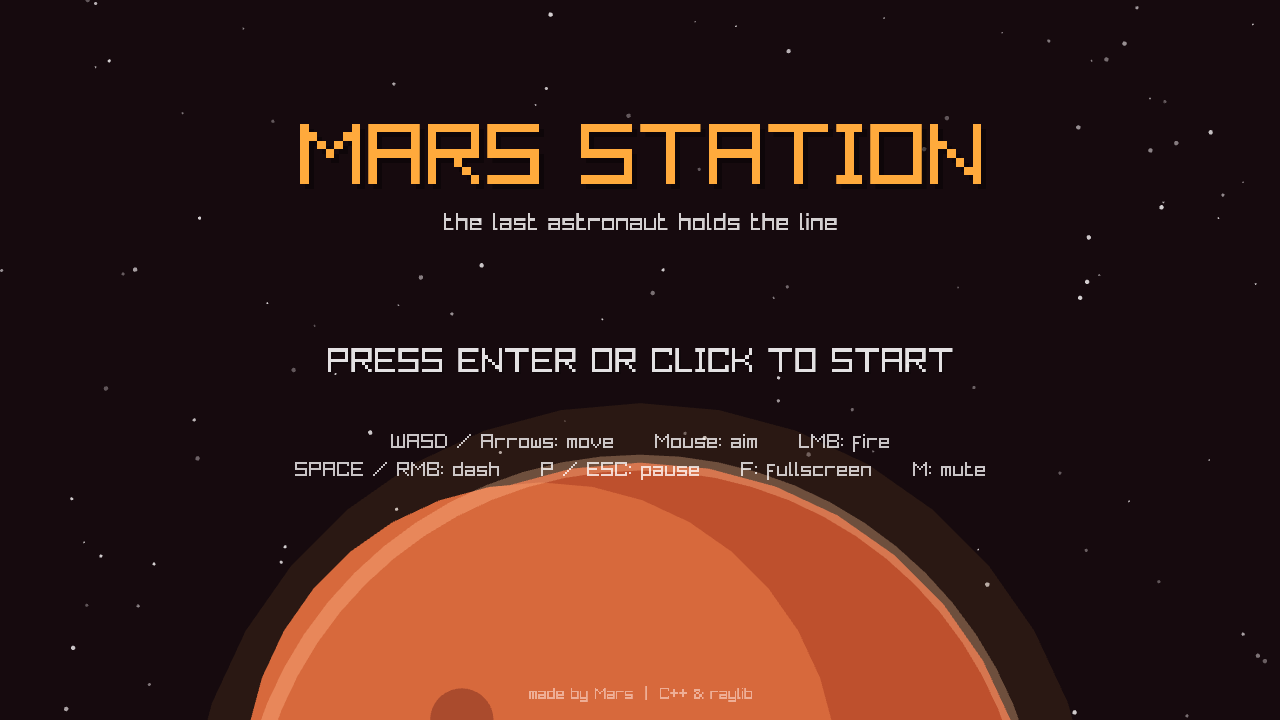 MARS STATION
the last astronaut holds the line
PRESS ENTER OR CLICK TO START
WASD / Arrows: move    Mouse: aim    LMB: fire
SPACE / RMB: dash    P / ESC: pause    F: fullscreen    M: mute
made by Mars | C++ & raylib